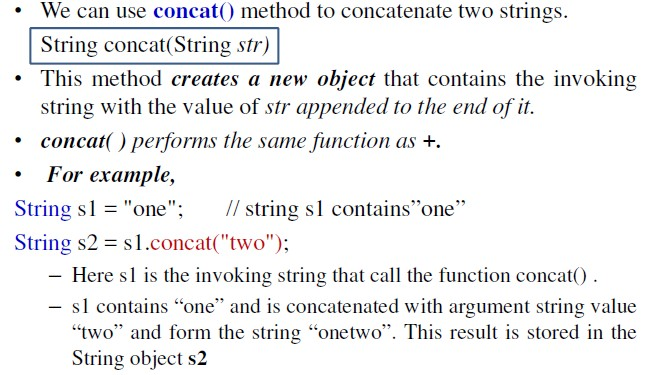 • We can use concat() method to concatenate two strings.
String concat(String str)
• This method creates a new object that contains the invoking
string with the value of str appended to the end of it.
• concat( ) performs the same function as +.
• For example,
String s1 = "one"; // string s1 contains”one”
String s2 = s1.concat("two");
– Here s1 is the invoking string that call the function concat() .
– s1 contains “one” and is concatenated with argument string value
“two” and form the string “onetwo”. This result is stored in the
String object s2